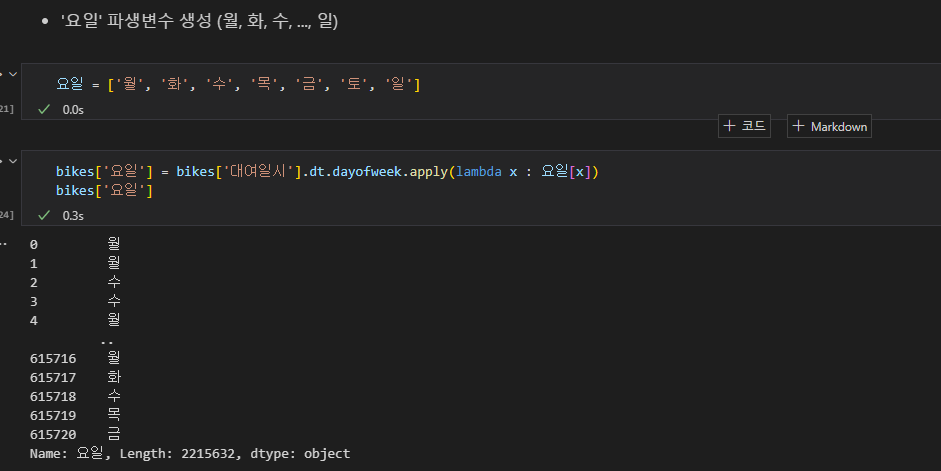 • '요일' 파생변수 생성 (월, 화, 수, ..., 일)
요일 = ['월', '화', '수', '목', '금', '토', '일']
21]
0.0s
코드
Markdown
bikes['요일'] = bikes['대여일시'].dt.dayofweek.apply(lambda x : 요일[x])
bikes['요일']
24]
0.3s
0 월
1 월
2 수
3 수
4 월
..
615716 월
615717 화
615718 수
615719 목
615720 금
Name: 요일, Length: 2215632, dtype: object